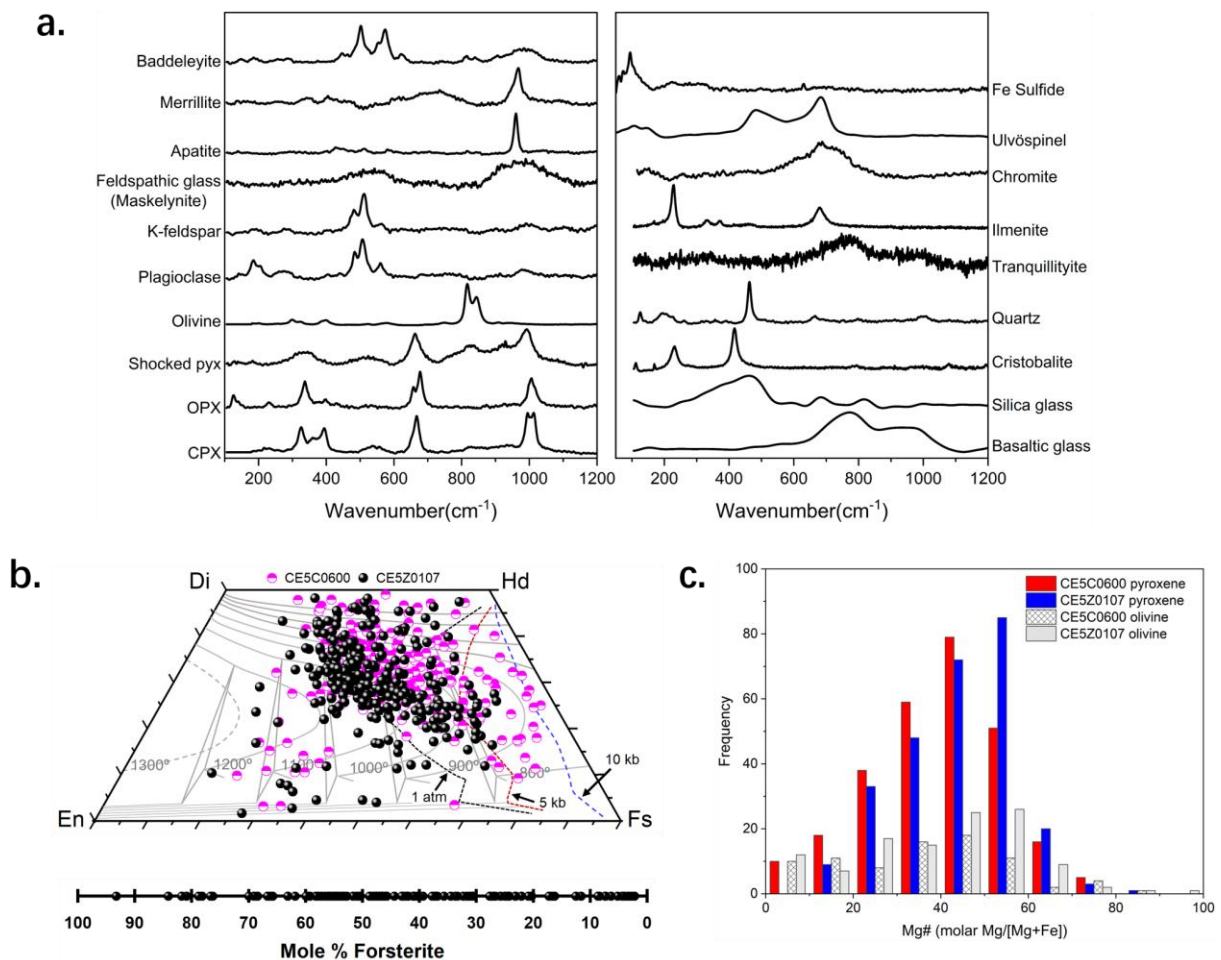 a.
Baddeleyite
Merrillite
Apatite
Feldspathic glass
(Maskelynite)
K-feldspar
Plagioclase
Olivine
Shocked pyx
OPX
CPX
200 400 600 800 1000 1200
Wavenumber(cm⁻¹)
Fe Sulfide
Ulvöspinel
Chromite
Ilmenite
Tranquillityite
Quartz
Cristobalite
Silica glass
Basaltic glass
200 400 600 800 1000 1200
Wavenumber(cm⁻¹)
b.
Di
CE5C0600 CE5Z0107
Hd
1300° 1200° 1100° 1000° 900° 800°
10 kb
1 atm
5 kb
En
Fs
100 90 80 70 60 50 40 30 20 10 0
Mole % Forsterite
c.
100
80
60
40
20
0
Frequency
CE5C0600 pyroxene
CE5Z0107 pyroxene
CE5C0600 olivine
CE5Z0107 olivine
0 20 40 60 80 100
Mg# (molar Mg/[Mg+Fe])